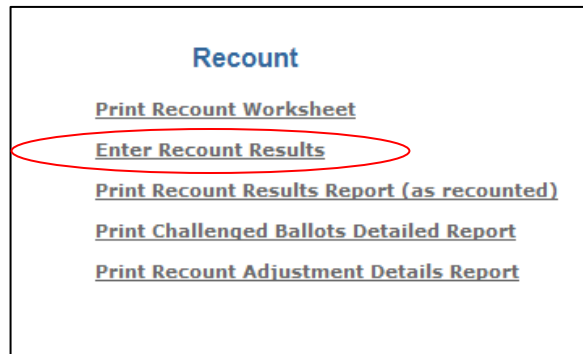 Recount
Print Recount Worksheet
Enter Recount Results
Print Recount Results Report (as recounted)
Print Challenged Ballots Detailed Report
Print Recount Adjustment Details Report